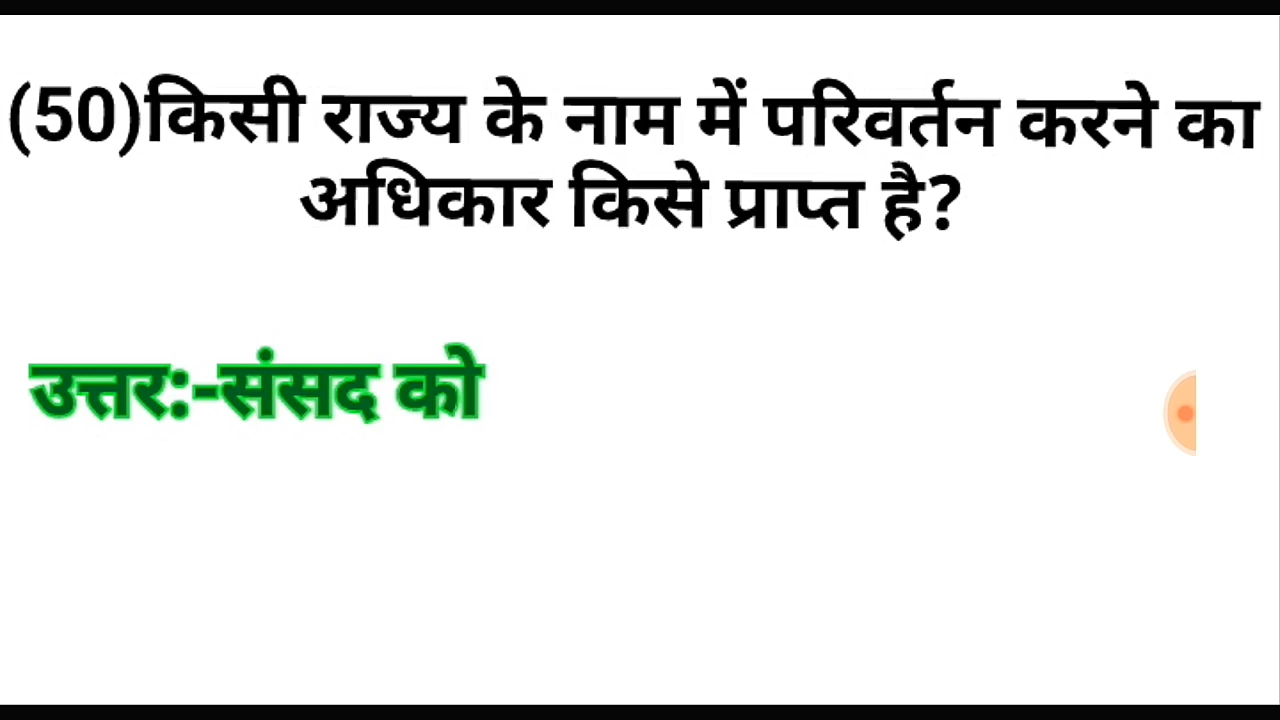 (50)किसी राज्य के नाम में परिवर्तन करने का
अधिकार किसे प्राप्त है?
उत्तर:-संसद को